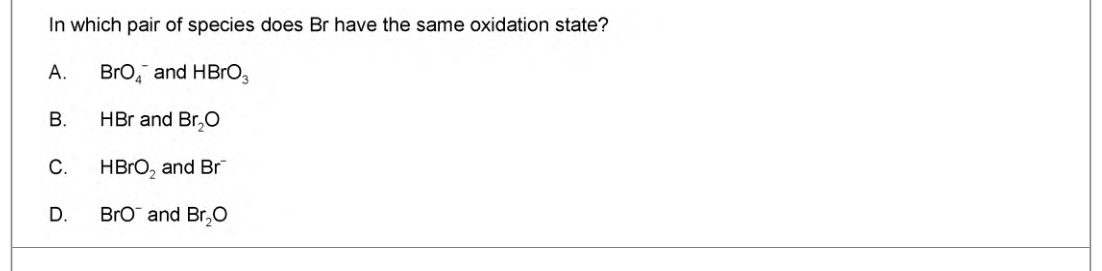 In which pair of species does Br have the same oxidation state?
A. BrO₄⁻ and HBrO₃
B. HBr and Br₂O
C. HBrO₂ and Br⁻
D. BrO⁻ and Br₂O